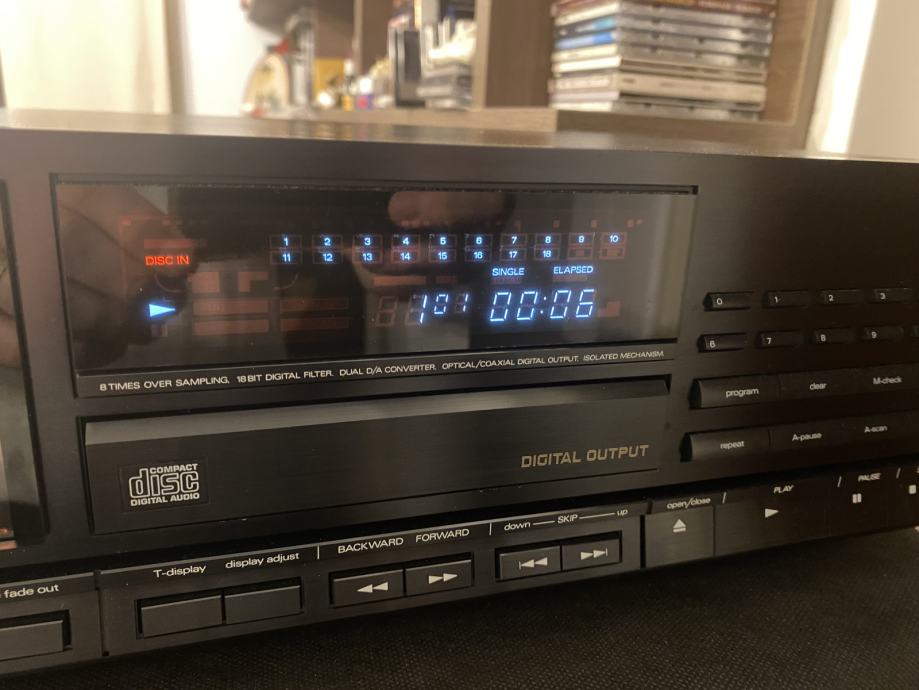 1 2 3 4 5 6 7 8 9 10
DISC IN 11 12 13 14 15 16 17 18
SINGLE ELAPSED
1 01 00:06
8 TIMES OVER SAMPLING. 18 BIT DIGITAL FILTER. DUAL D/A CONVERTER. OPTICAL/COAXIAL DIGITAL OUTPUT. ISOLATED MECHANISM.
0 1 2 3
6 7 8 9
program clear M-check
repeat A-pause A-scan
COMPACT
disc
DIGITAL AUDIO
DIGITAL OUTPUT
open/close PLAY PAUSE
down SKIP up
BACKWARD FORWARD
T-display display adjust
fade out